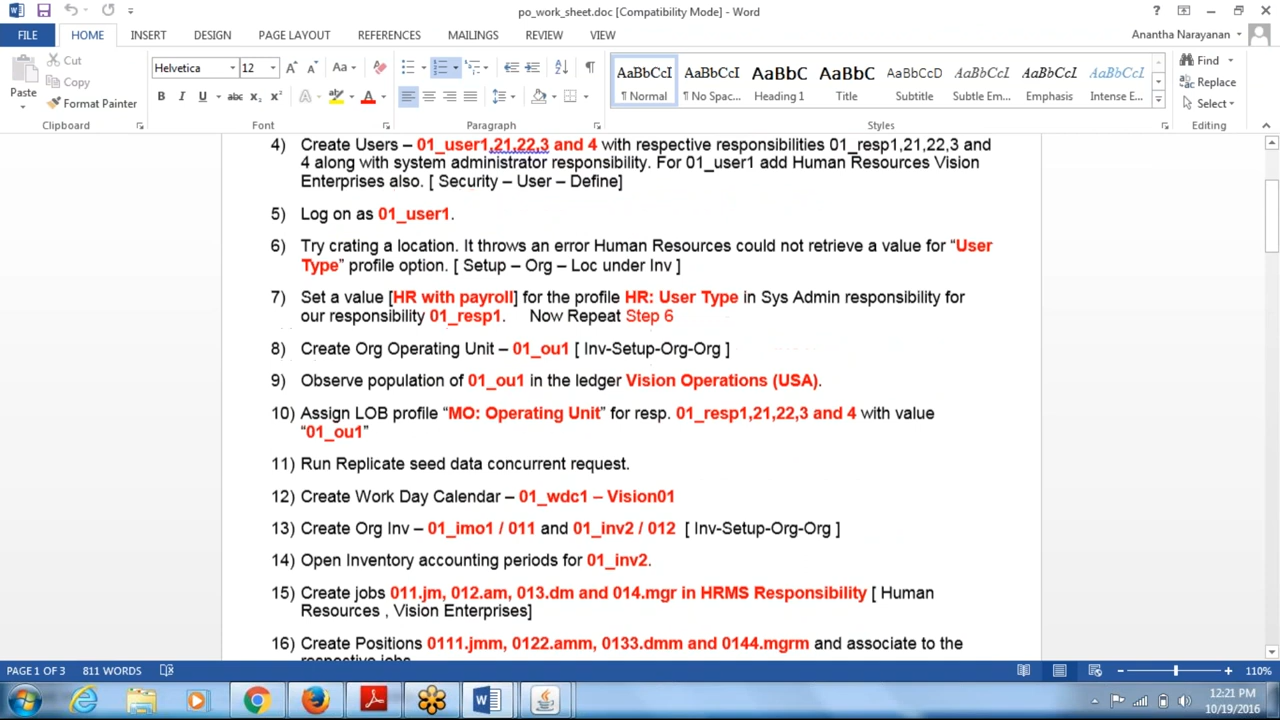 po_work_sheet.doc [Compatibility Mode] - Word
FILE HOME INSERT DESIGN PAGE LAYOUT REFERENCES MAILINGS REVIEW VIEW Anantha Narayanan
Paste Cut Copy Format Painter
Helvetica 12 Aa
AaBbCcI AaBbCcI AaBbC AaBbC AaBbCcD AaBbCcI AaBbCcI AaBbCcI
¶ Normal ¶ No Spac... Heading 1 Title Subtitle Subtle Em... Emphasis Intense E...
Find Replace Select
Clipboard Font Paragraph Styles Editing
4) Create Users – 01_user1,21,22,3 and 4 with respective responsibilities 01_resp1,21,22,3 and
4 along with system administrator responsibility. For 01_user1 add Human Resources Vision
Enterprises also. [ Security – User – Define]
5) Log on as 01_user1.
6) Try crating a location. It throws an error Human Resources could not retrieve a value for “User
Type” profile option. [ Setup – Org – Loc under Inv ]
7) Set a value [HR with payroll] for the profile HR: User Type in Sys Admin responsibility for
our responsibility 01_resp1. Now Repeat Step 6
8) Create Org Operating Unit – 01_ou1 [ Inv-Setup-Org-Org ]
9) Observe population of 01_ou1 in the ledger Vision Operations (USA).
10) Assign LOB profile “MO: Operating Unit” for resp. 01_resp1,21,22,3 and 4 with value
“01_ou1”
11) Run Replicate seed data concurrent request.
12) Create Work Day Calendar – 01_wdc1 – Vision01
13) Create Org Inv – 01_imo1 / 011 and 01_inv2 / 012 [ Inv-Setup-Org-Org ]
14) Open Inventory accounting periods for 01_inv2.
15) Create jobs 011.jm, 012.am, 013.dm and 014.mgr in HRMS Responsibility [ Human
Resources , Vision Enterprises]
16) Create Positions 0111.jmm, 0122.amm, 0133.dmm and 0144.mgrm and associate to the
respective jobs
PAGE 1 OF 3 811 WORDS 110%
12:21 PM
10/19/2016